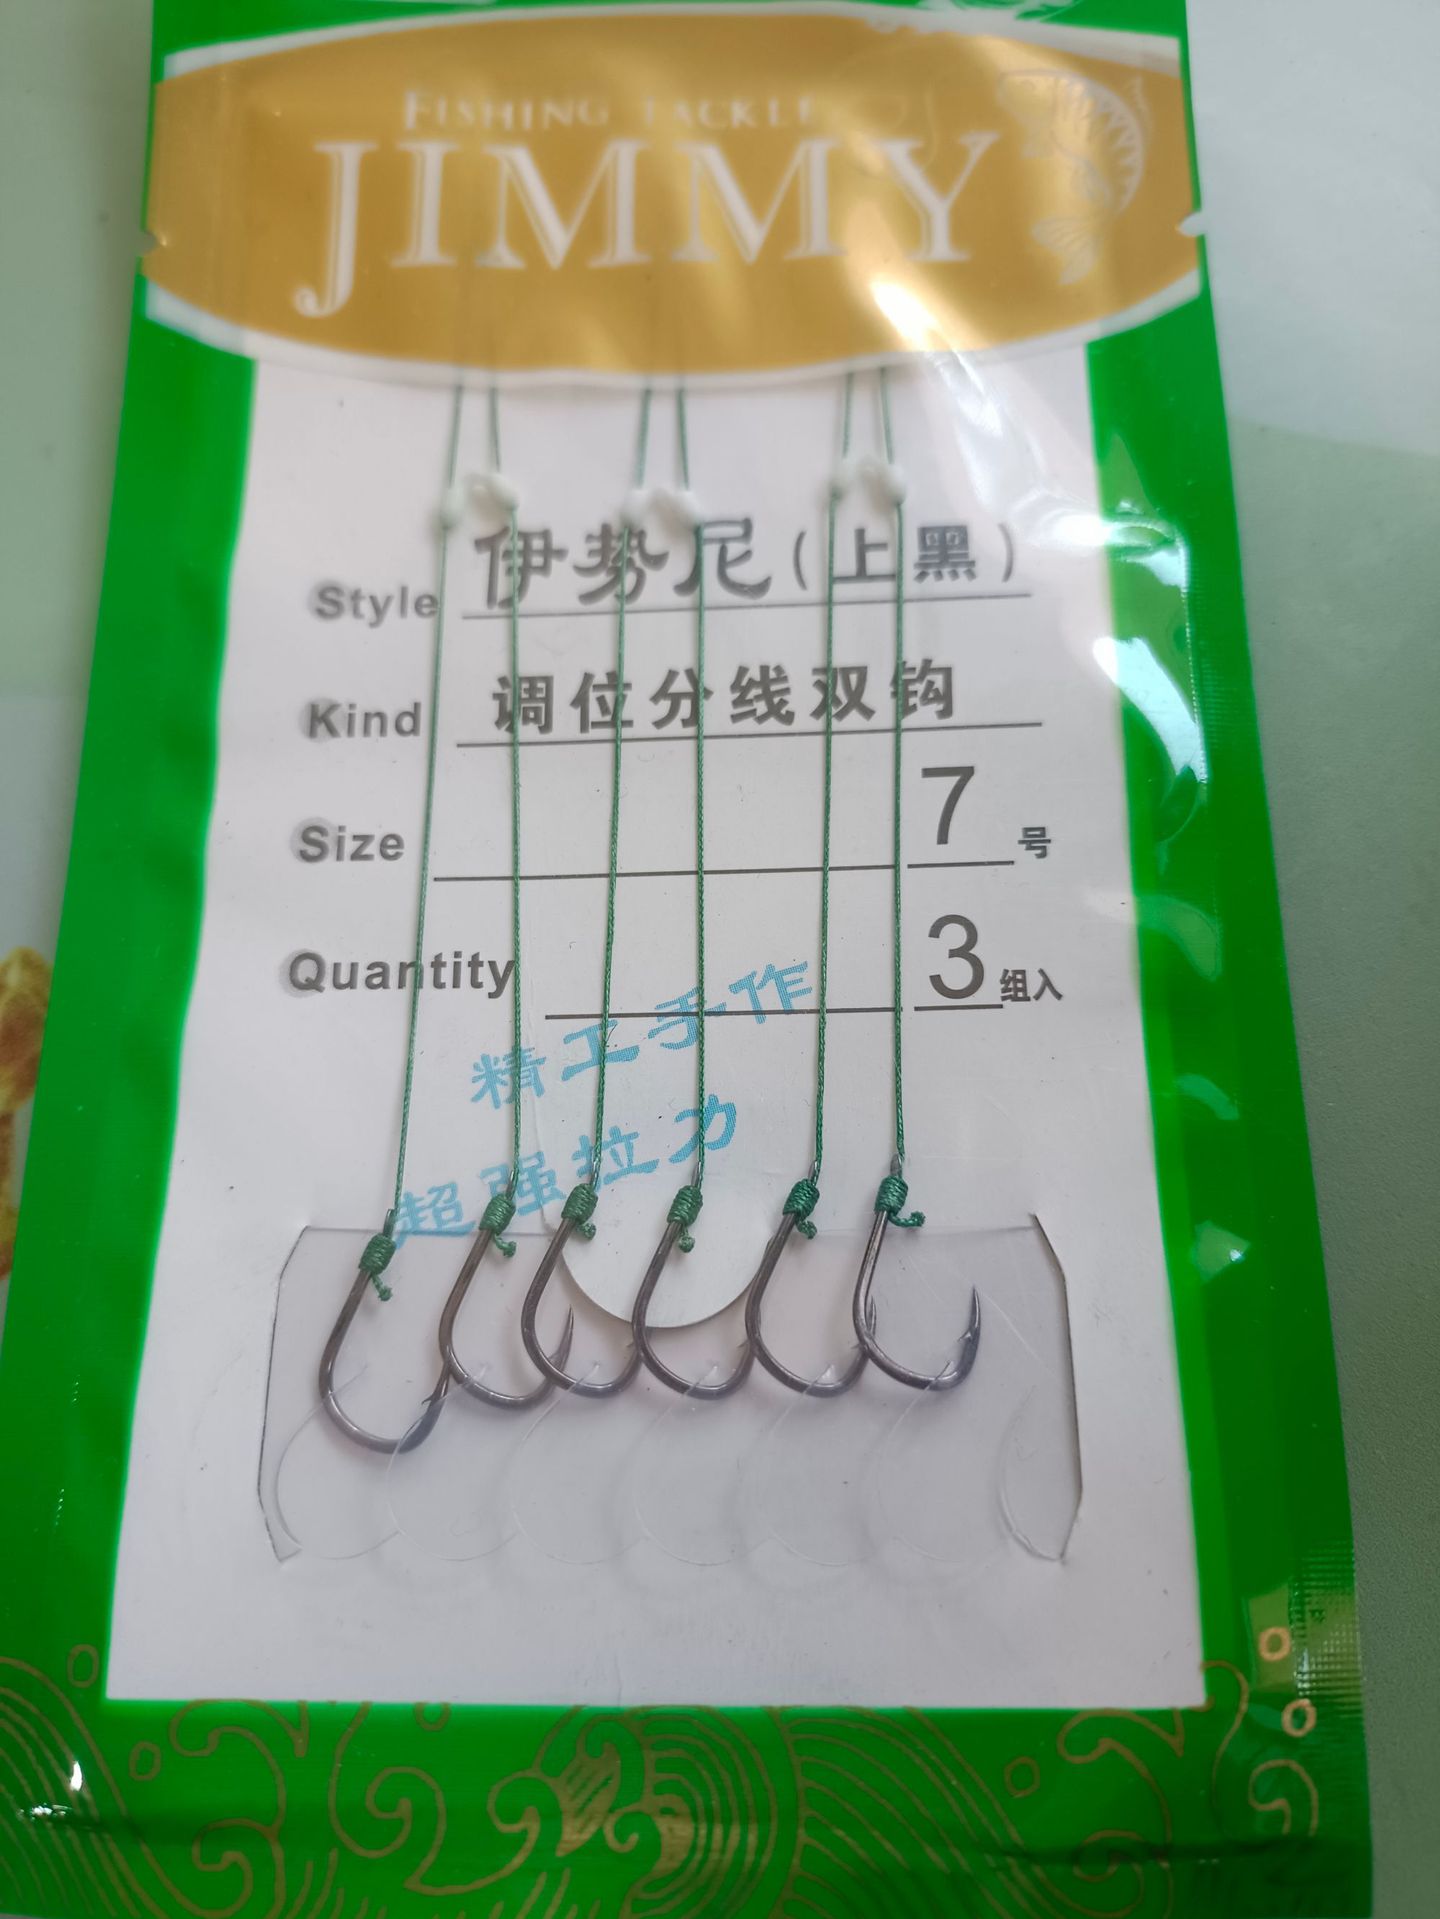 FISHING TACKLE
JIMMY
Style 伊势尼(上黑)
Kind 调位分线双钩
Size 7号
Quantity 3组入
精工手作
超强拉力